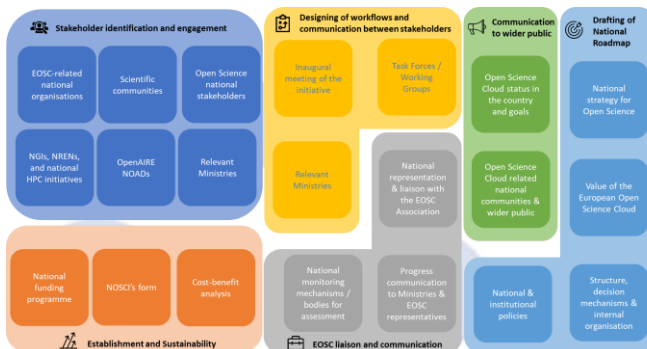 Stakeholder identification and engagement
EOSC-related
national
organisations
Scientific
communities
Open Science
national
stakeholders
NGIs, NRENs,
and national
HPC initiatives
OpenAIRE
NOADs
Relevant
Ministries
Designing of workflows and
communication between stakeholders
Inaugural
meeting of the
initiative
Task Forces /
Working
Groups
Relevant
Ministries
Communication
to wider public
Open Science
Cloud status in
the country
and goals
Open Science
Cloud related
national
communities &
wider public
Drafting of
National
Roadmap
National
strategy for
Open Science
Value of the
European Open
Science Cloud
National &
institutional
policies
Structure,
decision
mechanisms &
internal
organisation
National
funding
programme
NOSCI's form
Cost-benefit
analysis
Establishment and Sustainability
National
representation
& liaison with
the EOSC
Association
National
monitoring
mechanisms /
bodies for
assessment
Progress
communication
to Ministries &
EOSC
representatives
EOSC liaison and communication